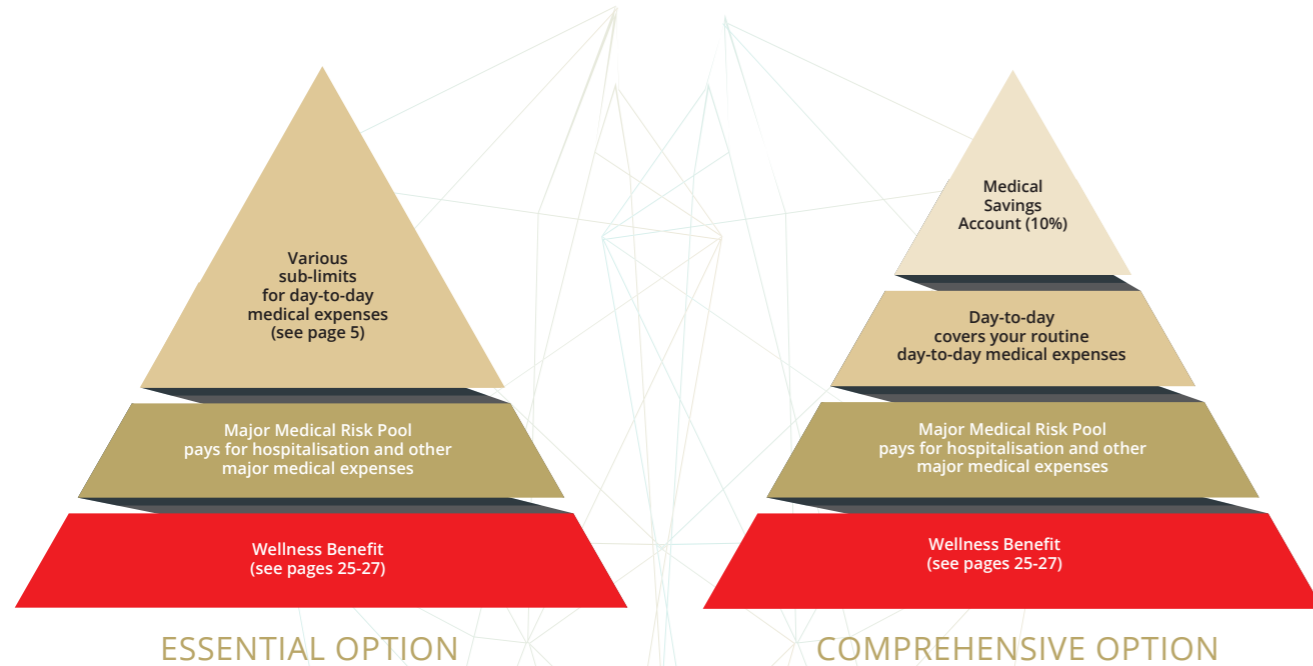 Various
sub-limits
for day-to-day
medical expenses
(see page 5)
Major Medical Risk Pool
pays for hospitalisation and other
major medical expenses
Wellness Benefit
(see pages 25-27)
ESSENTIAL OPTION
Medical
Savings
Account (10%)
Day-to-day
covers your routine
day-to-day medical expenses
Major Medical Risk Pool
pays for hospitalisation and other
major medical expenses
Wellness Benefit
(see pages 25-27)
COMPREHENSIVE OPTION